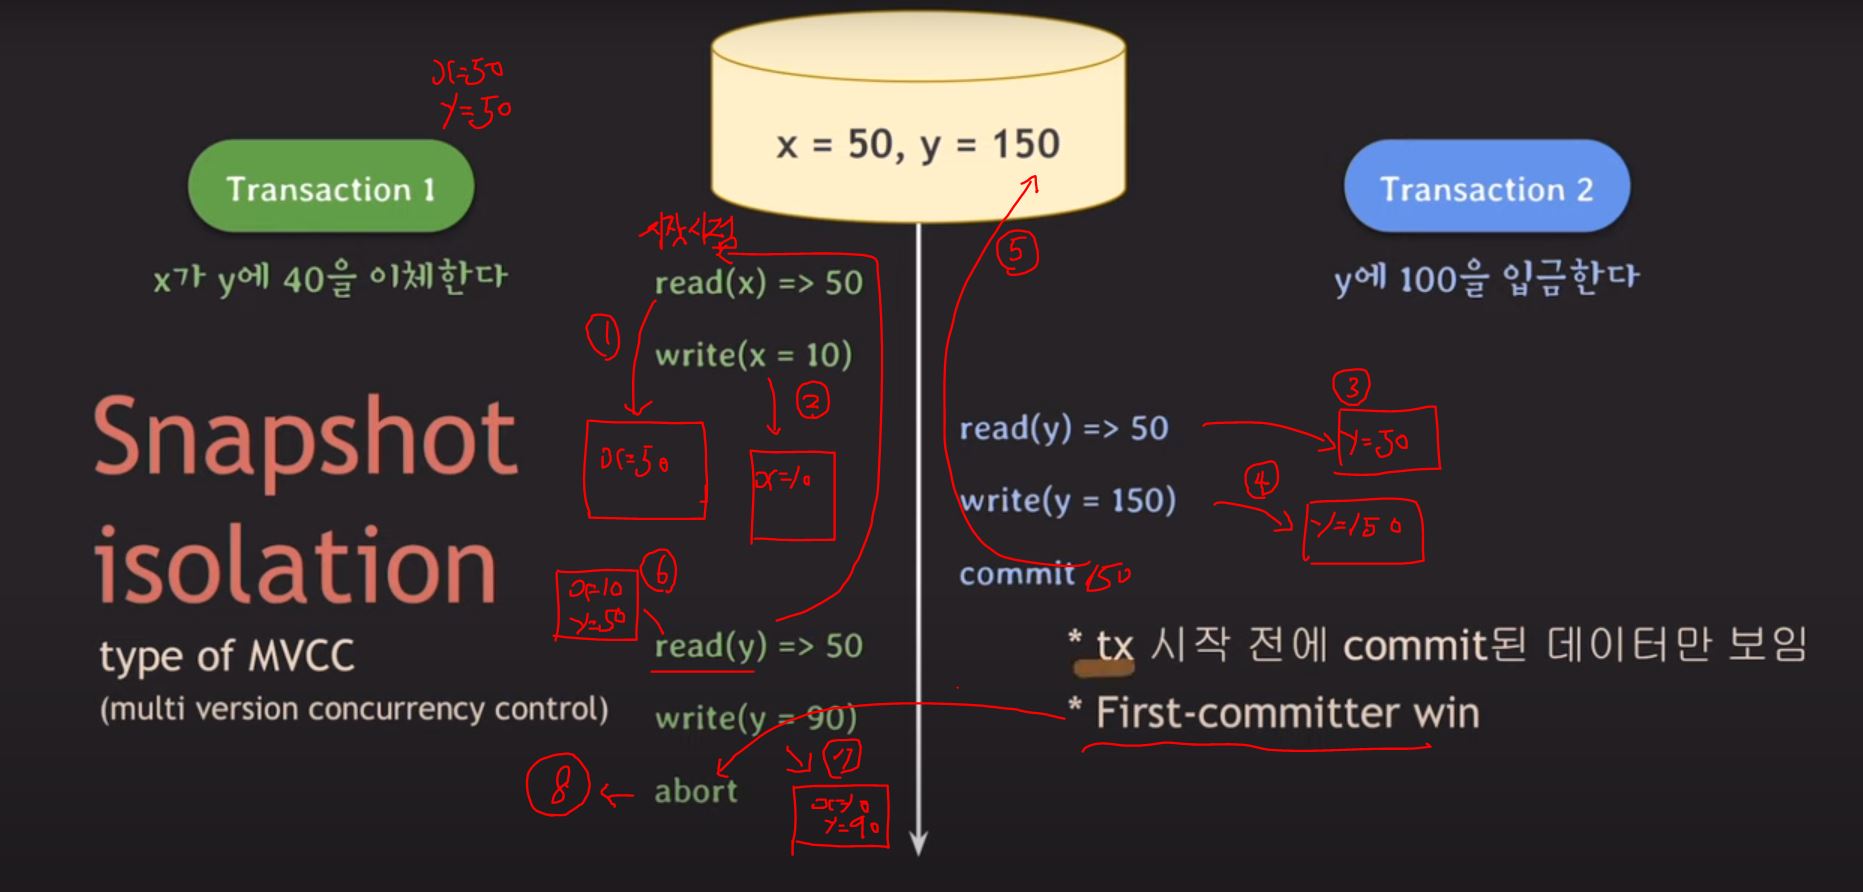 x=50
y=50
x = 50, y = 150
Transaction 1
Transaction 2
x가 y에 40을 이체한다
y에 100을 입금한다
시작시점
⑤
read(x) => 50
①
write(x = 10)
②
③
x=50
x=10
read(y) => 50
y=50
④
write(y = 150)
y=150
commit 150
Snapshot
isolation
type of MVCC
(multi version concurrency control)
⑥
x=10
y=50
read(y) => 50
write(y = 90)
⑦
⑧
abort
x=10
y=90
* tx 시작 전에 commit된 데이터만 보임
* First-committer win